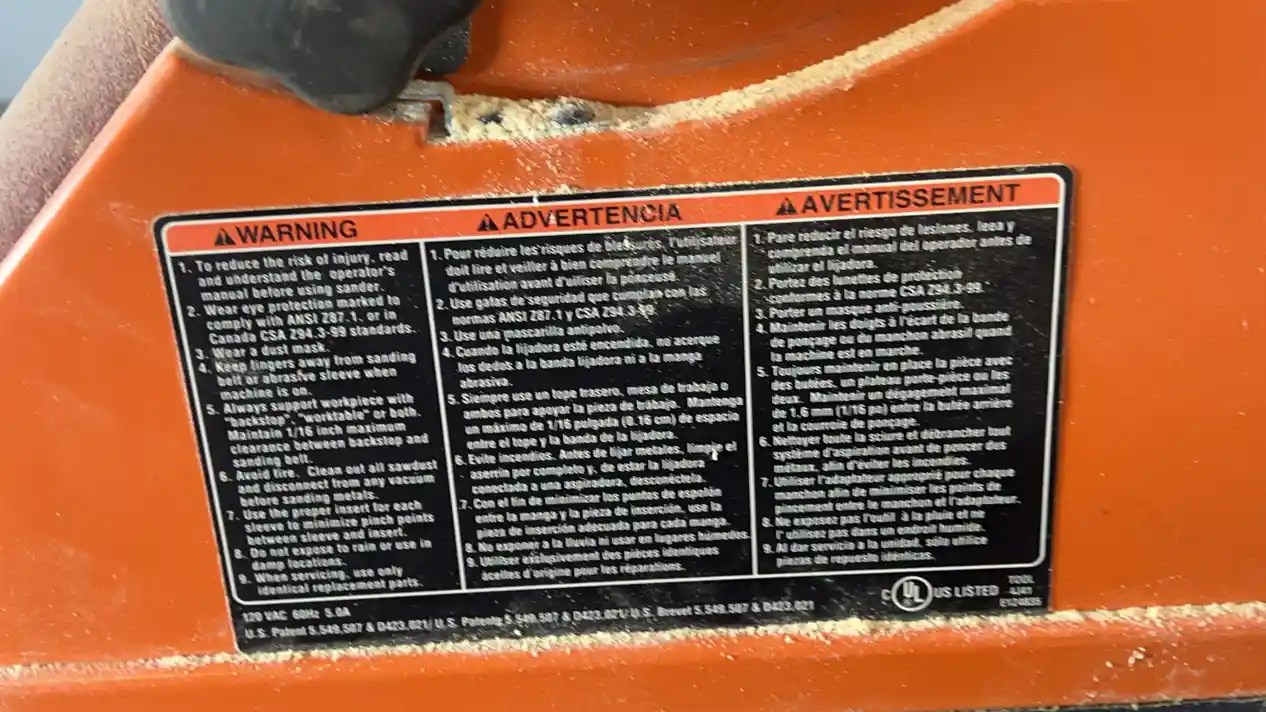 WARNING
1. To reduce the risk of injury, read
and understand the operator's
manual before using sander.
2. Wear eye protection marked to
comply with ANSI Z87.1, or in
Canada CSA Z94.3-99 standards.
3. Wear a dust mask.
4. Keep fingers away from sanding
belt or abrasive sleeve when
machine is on.
5. Always support workpiece with
"backstop", "worktable" or both.
Maintain 1/16 inch maximum
clearance between backstop and
sanding belt.
6. Avoid fire. Clean out all sawdust
and disconnect from any vacuum
before sanding metals.
7. Use the proper insert for each
sleeve to minimize pinch points
between sleeve and insert.
8. Do not expose to rain or use in
damp locations.
9. When servicing, use only
identical replacement parts.
ADVERTENCIA
1. Pour réduire les risques de blessures, l'utilisateur
doit lire et veiller à bien comprendre le manuel
d'utilisation avant d'utiliser la ponceuse.
2. Use gafas de seguridad que cumplan con las
normas ANSI Z87.1 y CSA Z94.3-99.
3. Use una mascarilla antipolvo.
4. Cuando la lijadora esté encendida, no acerque
los dedos a la banda lijadora ni a la manga
abrasiva.
5. Siempre use un tope trasero, mesa de trabajo o
ambos para apoyar la pieza de trabajo. Mantenga
un máximo de 1/16 pulgada (0.16 cm) de espacio
entre el tope y la banda de la lijadora.
6. Evite incendios. Antes de lijar metales, limpie el
aserrín por completo y, de estar la lijadora
conectada a una aspiradora, desconéctela.
7. Con el fin de minimizar los puntos de espolón
entre la manga y la pieza de inserción, use la
pieza de inserción adecuada para cada manga.
8. No exponer a la lluvia ni usar en lugares húmedos.
9. Utiliser exclusivement des pièces identiques
àcelles d'origine pour les réparations.
AVERTISSEMENT
1. Pare reducir el riesgo de lesiones, leea y
comprenda el manual del operador antes de
utilizar el lijadora.
2. Portez des lunettes de protection
conformes à la norme CSA Z94.3-99.
3. Porter un masque anti-poussière.
4. Maintenir les doigts à l'écart de la bande
de ponçage ou du manchon abrasif quand
la machine est en marche.
5. Toujours maintenir en place la pièce avec
des butées, un plateau porte-pièce ou les
deux. Maintenir un dégagement maximal
de 1.6 mm (1/16 po) entre la butée arrière
et la courroie de ponçage.
6. Nettoyer toute la sciure et débrancher tout
système d'aspiration avant de poncer des
métaux, afin d'éviter les incendies.
7. Utiliser l'adaptateur approprié pour chaque
manchon afin de minimiser les points de
pincement entre le manchon et l'adaptateur.
8. Ne exposez pas l'outil à la pluie et ne
l' utilisez pas dans un endroit humide.
9. Al dar servicio a la unidad, sólo utilice
piezas de repuesto idénticas.
120 VAC 60Hz 5.0A
U.S. Patent 5,549,507 & D423,021/ U.S. Patente 5,549,507 & D423,021/ U.S. Brevet 5,549,507 & D423,021
C UL US LISTED
TOOL
4J41
E124835